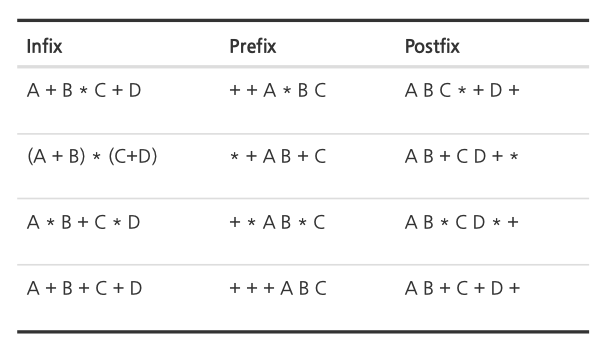 Infix Prefix Postfix
A + B * C + D + + A * B C A B C * + D +
(A + B) * (C+D) * + A B + C A B + C D + *
A * B + C * D + * A B * C A B * C D * +
A + B + C + D + + + A B C A B + C + D +